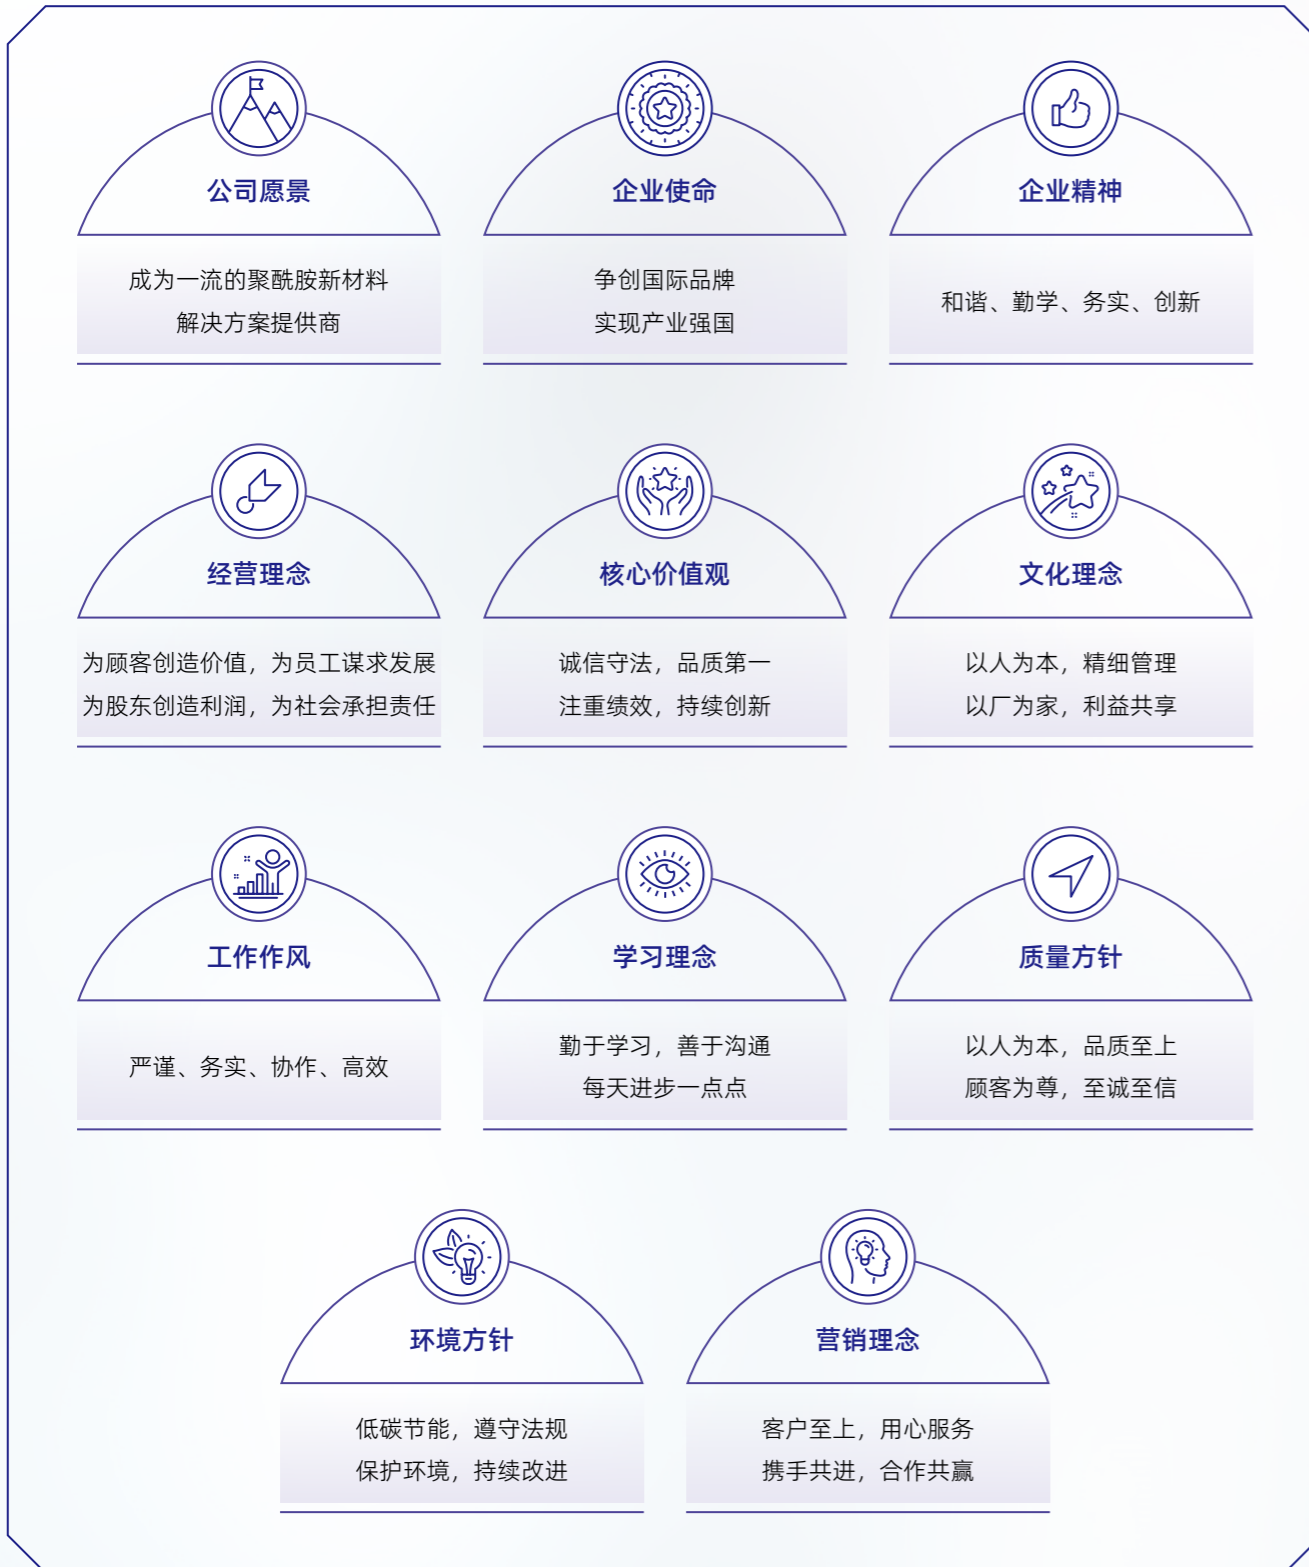 公司愿景
成为一流的聚酰胺新材料
解决方案提供商
企业使命
争创国际品牌
实现产业强国
企业精神
和谐、勤学、务实、创新
经营理念
为顾客创造价值，为员工谋求发展
为股东创造利润，为社会承担责任
核心价值观
诚信守法，品质第一
注重绩效，持续创新
文化理念
以人为本，精细管理
以厂为家，利益共享
工作作风
严谨、务实、协作、高效
学习理念
勤于学习，善于沟通
每天进步一点点
质量方针
以人为本，品质至上
顾客为尊，至诚至信
环境方针
低碳节能，遵守法规
保护环境，持续改进
营销理念
客户至上，用心服务
携手共进，合作共赢